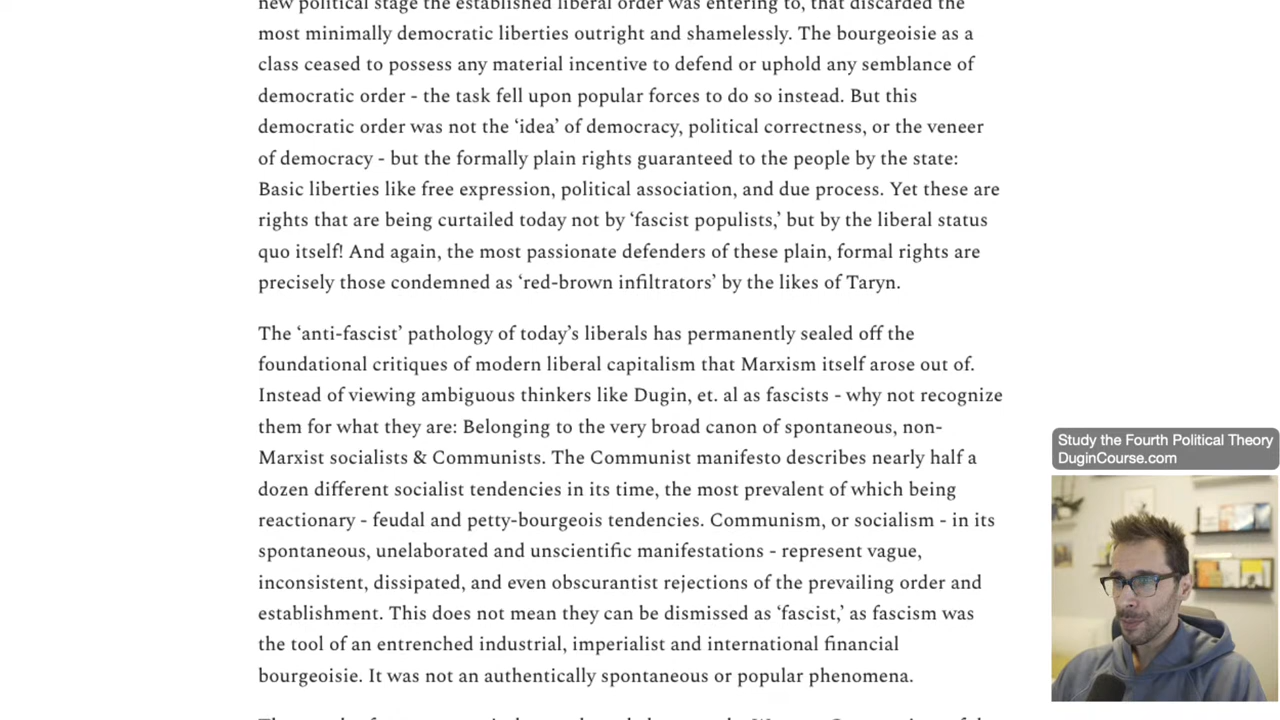 new political stage the established liberal order was entering to, that discarded the
most minimally democratic liberties outright and shamelessly. The bourgeoisie as a
class ceased to possess any material incentive to defend or uphold any semblance of
democratic order - the task fell upon popular forces to do so instead. But this
democratic order was not the ‘idea’ of democracy, political correctness, or the veneer
of democracy - but the formally plain rights guaranteed to the people by the state:
Basic liberties like free expression, political association, and due process. Yet these are
rights that are being curtailed today not by ‘fascist populists,’ but by the liberal status
quo itself! And again, the most passionate defenders of these plain, formal rights are
precisely those condemned as ‘red-brown infiltrators’ by the likes of Taryn.
The ‘anti-fascist’ pathology of today’s liberals has permanently sealed off the
foundational critiques of modern liberal capitalism that Marxism itself arose out of.
Instead of viewing ambiguous thinkers like Dugin, et. al as fascists - why not recognize
them for what they are: Belonging to the very broad canon of spontaneous, non-
Marxist socialists & Communists. The Communist manifesto describes nearly half a
dozen different socialist tendencies in its time, the most prevalent of which being
reactionary - feudal and petty-bourgeois tendencies. Communism, or socialism - in its
spontaneous, unelaborated and unscientific manifestations - represent vague,
inconsistent, dissipated, and even obscurantist rejections of the prevailing order and
establishment. This does not mean they can be dismissed as ‘fascist,’ as fascism was
the tool of an entrenched industrial, imperialist and international financial
bourgeoisie. It was not an authentically spontaneous or popular phenomena.
Study the Fourth Political Theory
DuginCourse.com